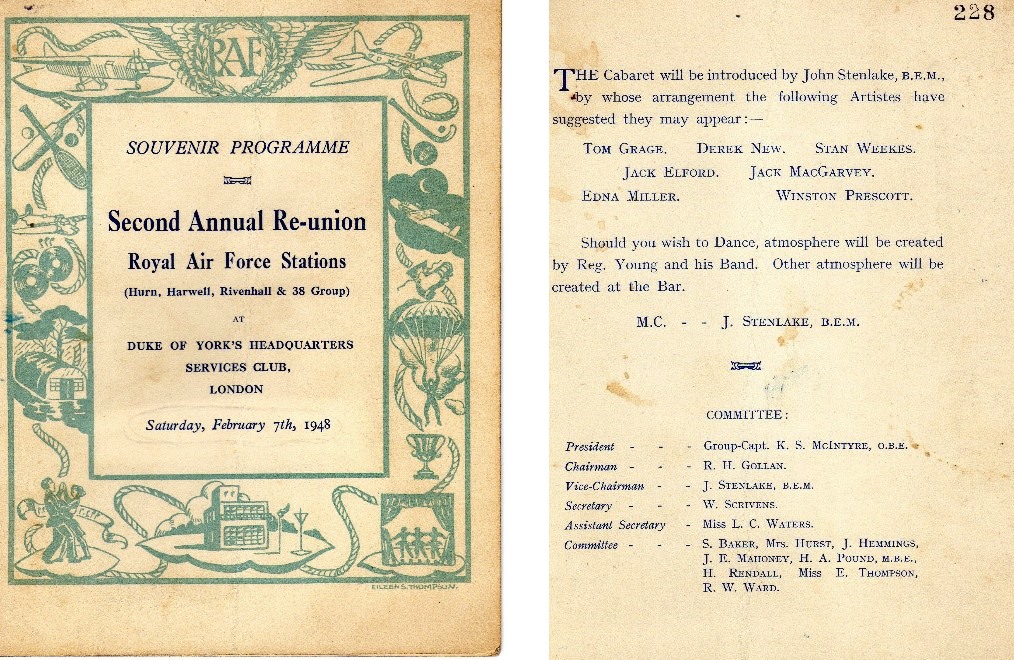 RAF
SOUVENIR PROGRAMME
Second Annual Re-union
Royal Air Force Stations
(Hurn, Harwell, Rivenhall & 38 Group)
AT
DUKE OF YORK'S HEADQUARTERS
SERVICES CLUB,
LONDON
Saturday, February 7th, 1948
EILEEN S. THOMPSON.
228
THE Cabaret will be introduced by John Stenlake, B.E.M.,
by whose arrangement the following Artistes have
suggested they may appear:—
TOM GRAGE. DEREK NEW. STAN WEEKES.
JACK ELFORD. JACK MACGARVEY.
EDNA MILLER. WINSTON PRESCOTT.
Should you wish to Dance, atmosphere will be created
by Reg. Young and his Band. Other atmosphere will be
created at the Bar.
M.C. - - J. STENLAKE, B.E.M.
COMMITTEE:
President - - - Group-Capt. K. S. MCINTYRE, O.B.E.
Chairman - - - R. H. GOLLAN.
Vice-Chairman - - J. STENLAKE, B.E.M.
Secretary - - - W. SCRIVENS.
Assistant Secretary - Miss L. C. WATERS.
Committee - - - S. BAKER, Mrs. HURST, J. HEMMINGS,
J. E. MAHONEY, H. A. POUND, M.B.E.,
H. RENDALL, Miss E. THOMPSON,
R. W. WARD.